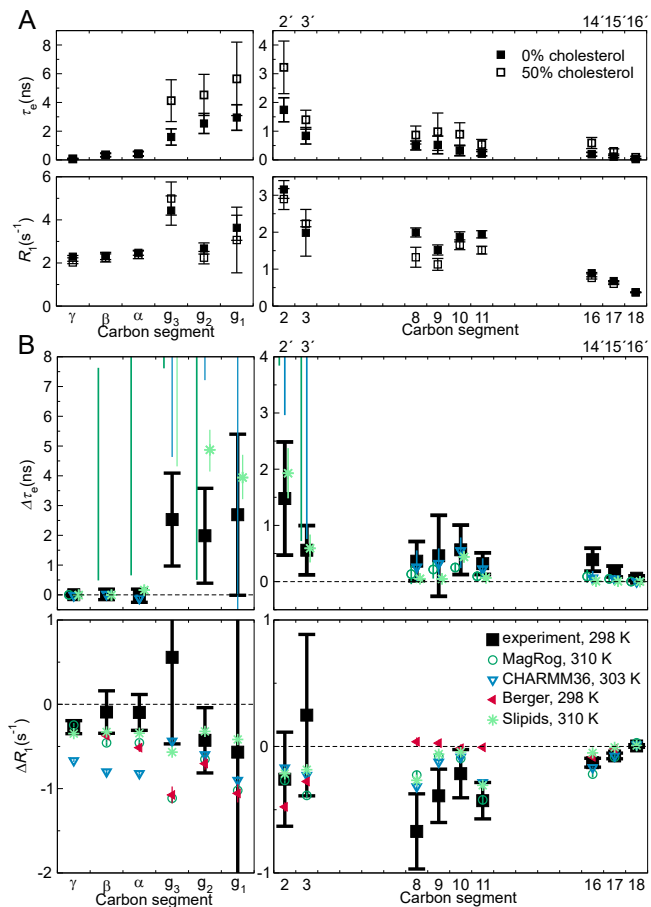 A
2´ 3´ 14´ 15´ 16´
10 4
8 3
6 2
4 1
2 0
0
τe(ns)
0% cholesterol
50% cholesterol
6 3
4 2
2 1
0 0
R1(s-1)
γ β α g3 g2 g1 2 3 8 9 10 11 16 17 18
Carbon segment Carbon segment
B
2´ 3´ 14´ 15´ 16´
8 4
7
6 3
5
4 2
3
2 1
1
0 0
Δτe(ns)
1
0
-1
-2
0
-1
ΔR1(s-1)
experiment, 298 K
MagRog, 310 K
CHARMM36, 303 K
Berger, 298 K
Slipids, 310 K
γ β α g3 g2 g1 2 3 8 9 10 11 16 17 18
Carbon segment Carbon segment